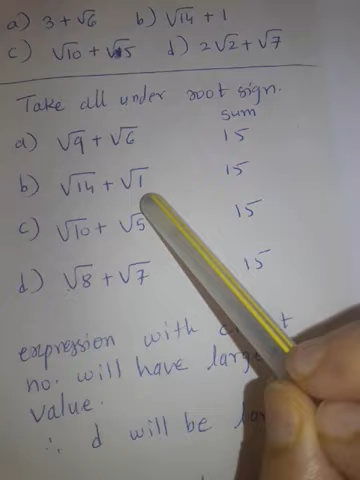 a) 3 + √6 b) √14 + 1
c) √10 + √5 d) 2√2 + √7
Take all under root sign.
sum
a) √9 + √6 15
b) √14 + √1 15
c) √10 + √5 15
d) √8 + √7 15
expression with
no. will have
value.
∴ d will be